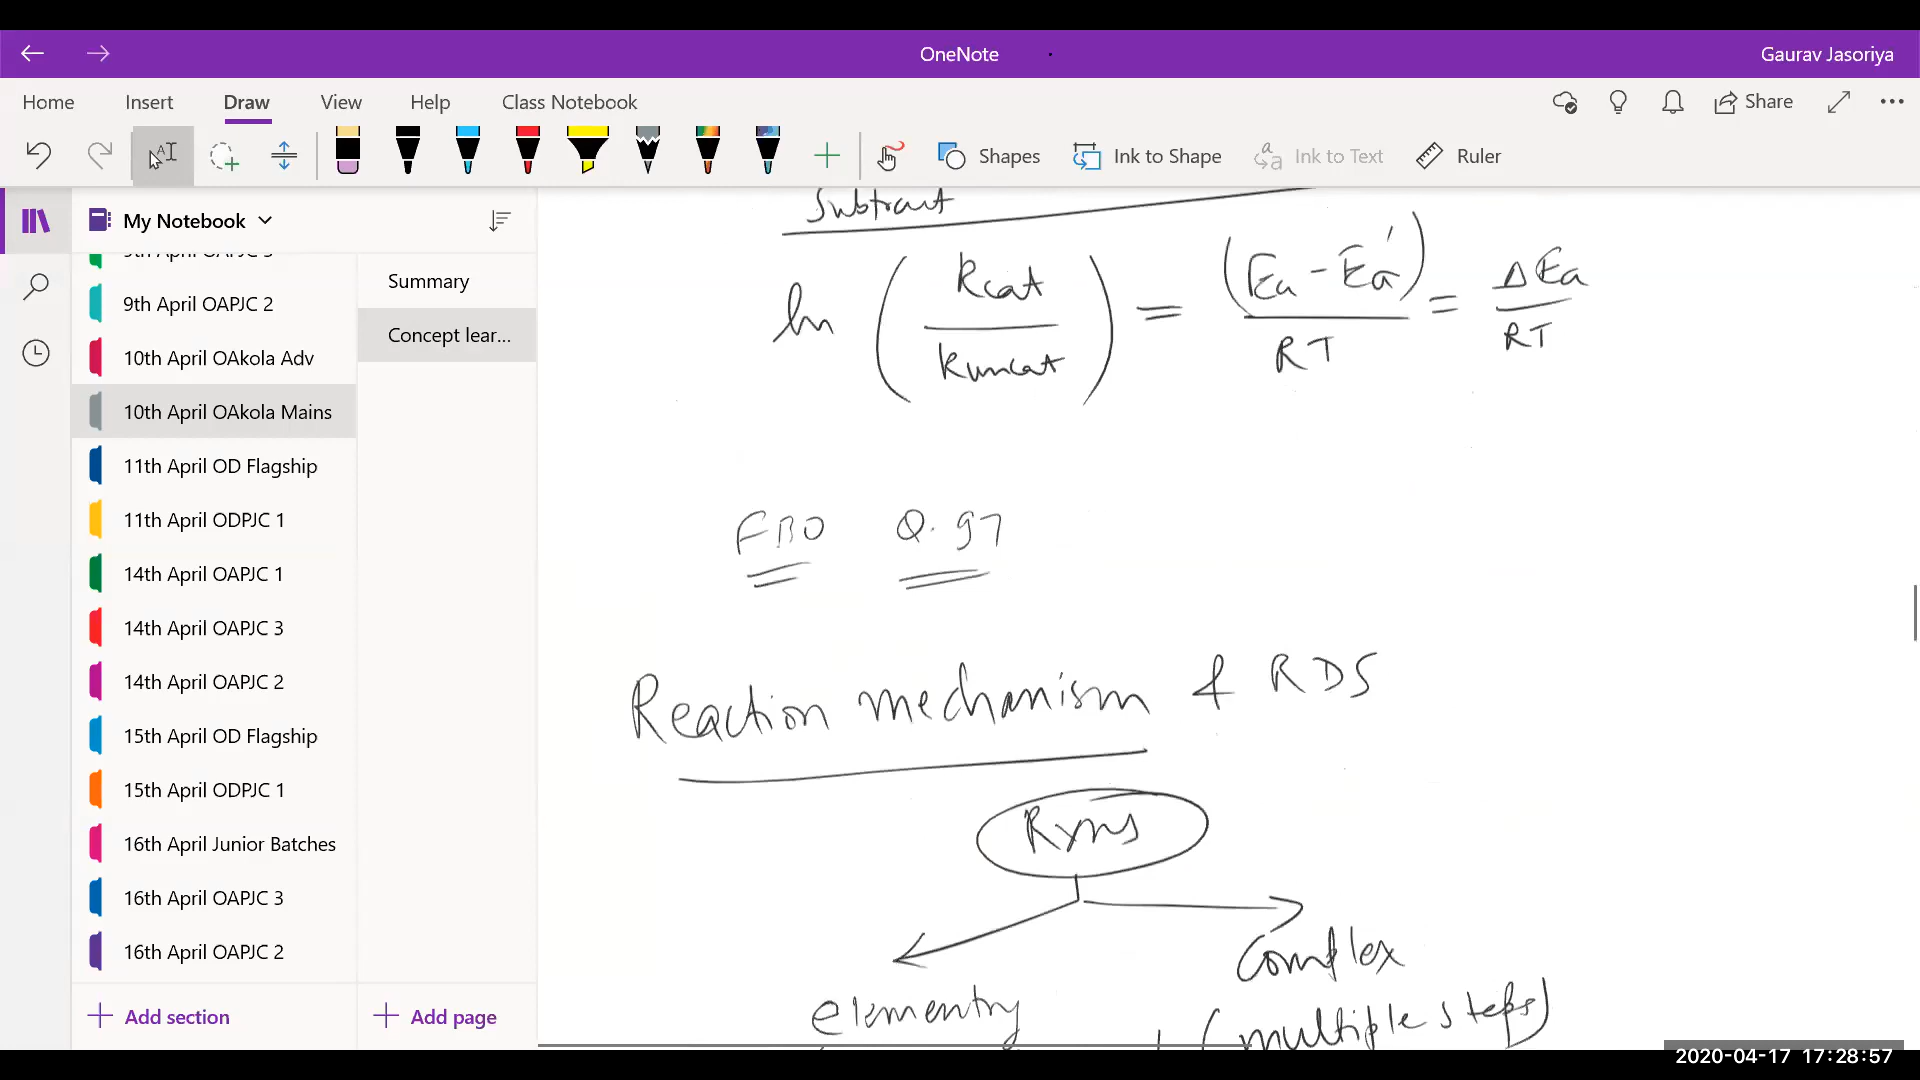 OneNote
Gaurav Jasoriya
Home Insert Draw View Help Class Notebook
Share
Shapes Ink to Shape Ink to Text Ruler
My Notebook
9th April OAPJC 2
10th April OAkola Adv
10th April OAkola Mains
11th April OD Flagship
11th April ODPJC 1
14th April OAPJC 1
14th April OAPJC 3
14th April OAPJC 2
15th April OD Flagship
15th April ODPJC 1
16th April Junior Batches
16th April OAPJC 3
16th April OAPJC 2
Add section
Summary
Concept lear...
Add page
Subtract
ln (Kcat / Kuncat) = (Ea - Ea') / RT = ΔEa / RT
FBO Q.97
Reaction mechanism & RDS
Rxns
Complex
elementry
(multiple steps)
2020-04-17 17:28:57